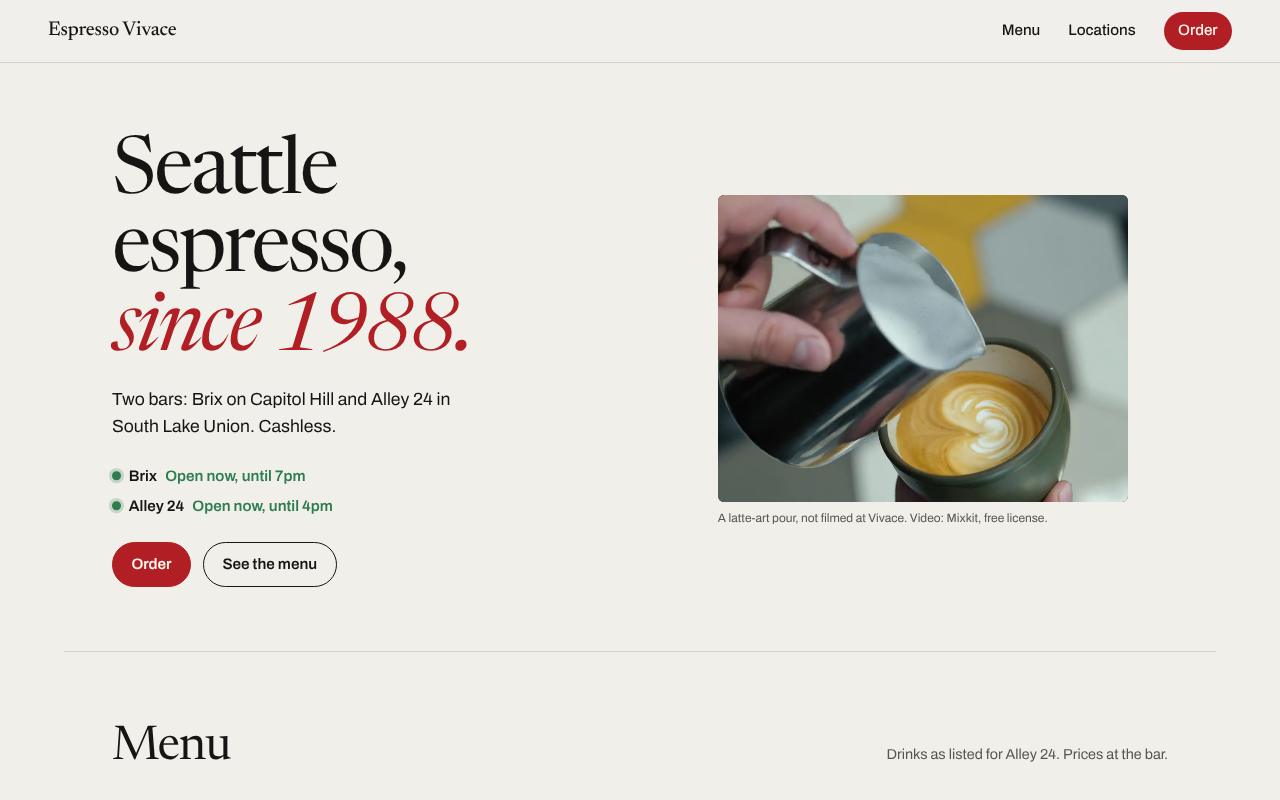 Espresso Vivace
Menu
Locations
Order
Seattle
espresso,
since 1988.
Two bars: Brix on Capitol Hill and Alley 24 in
South Lake Union. Cashless.
Brix Open now, until 7pm
Alley 24 Open now, until 4pm
Order
See the menu
A latte-art pour, not filmed at Vivace. Video: Mixkit, free license.
Menu
Drinks as listed for Alley 24. Prices at the bar.